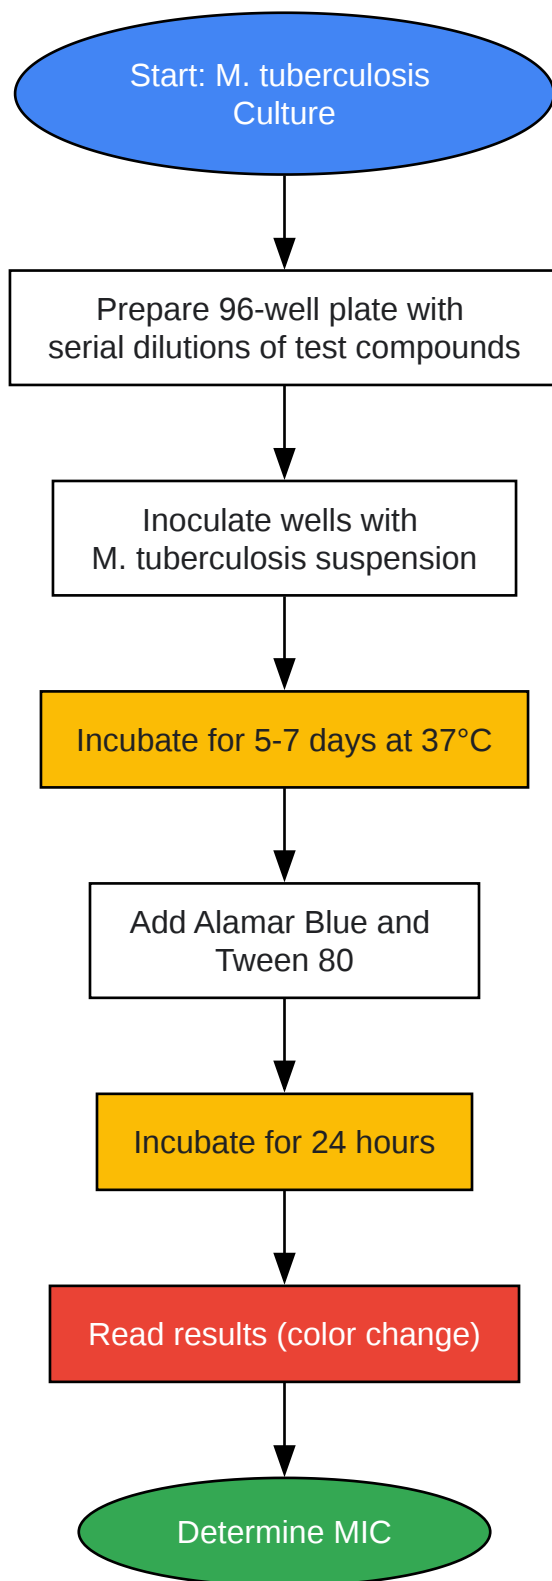 Start: M. tuberculosis
Culture
Prepare 96-well plate with
serial dilutions of test compounds
Inoculate wells with
M. tuberculosis suspension
Incubate for 5-7 days at 37°C
Add Alamar Blue and
Tween 80
Incubate for 24 hours
Read results (color change)
Determine MIC